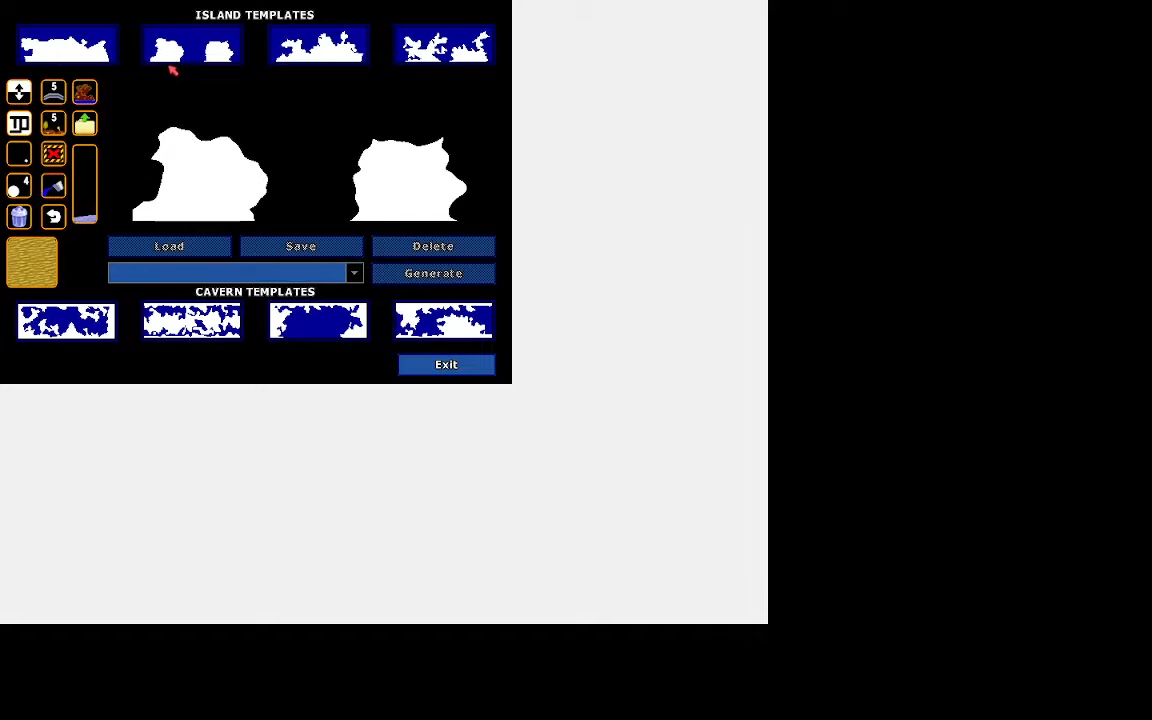 ISLAND TEMPLATES
5
5
4
Load
Save
Delete
Generate
CAVERN TEMPLATES
Exit